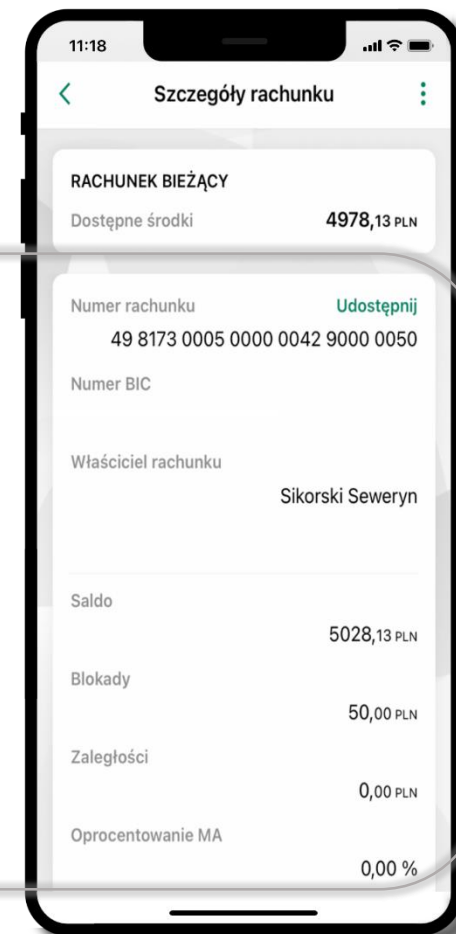 11:18
Szczegóły rachunku
RACHUNEK BIEŻĄCY
Dostępne środki 4978,13 PLN
Numer rachunku Udostępnij
49 8173 0005 0000 0042 9000 0050
Numer BIC
Właściciel rachunku
Sikorski Seweryn
Saldo
5028,13 PLN
Blokady
50,00 PLN
Zaległości
0,00 PLN
Oprocentowanie MA
0,00 %